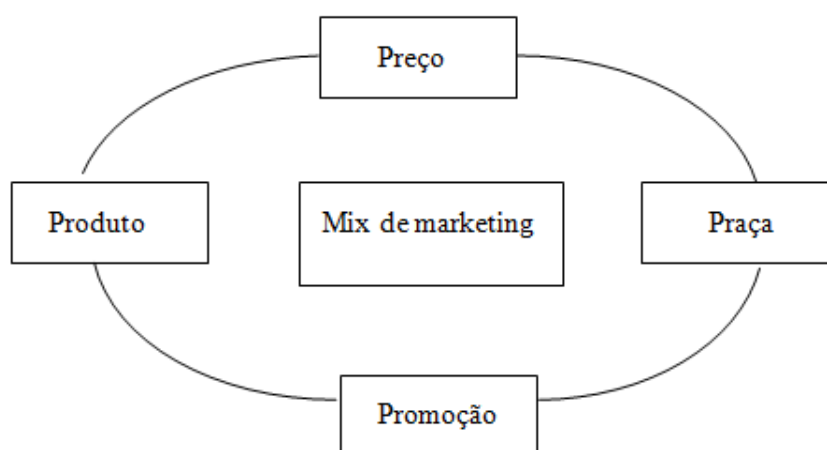 Preço
Produto
Mix de marketing
Praça
Promoção